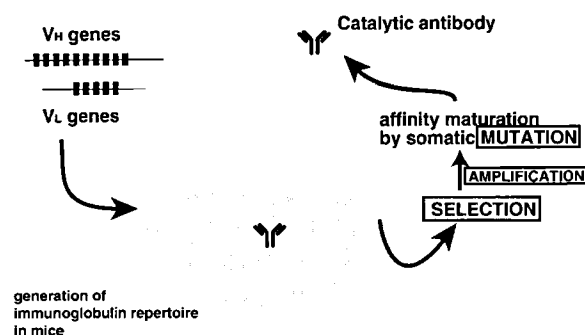 VH genes
VL genes
Catalytic antibody
affinity maturation
by somatic MUTATION
AMPLIFICATION
SELECTION
generation of
immunoglobulin repertoire
in mice